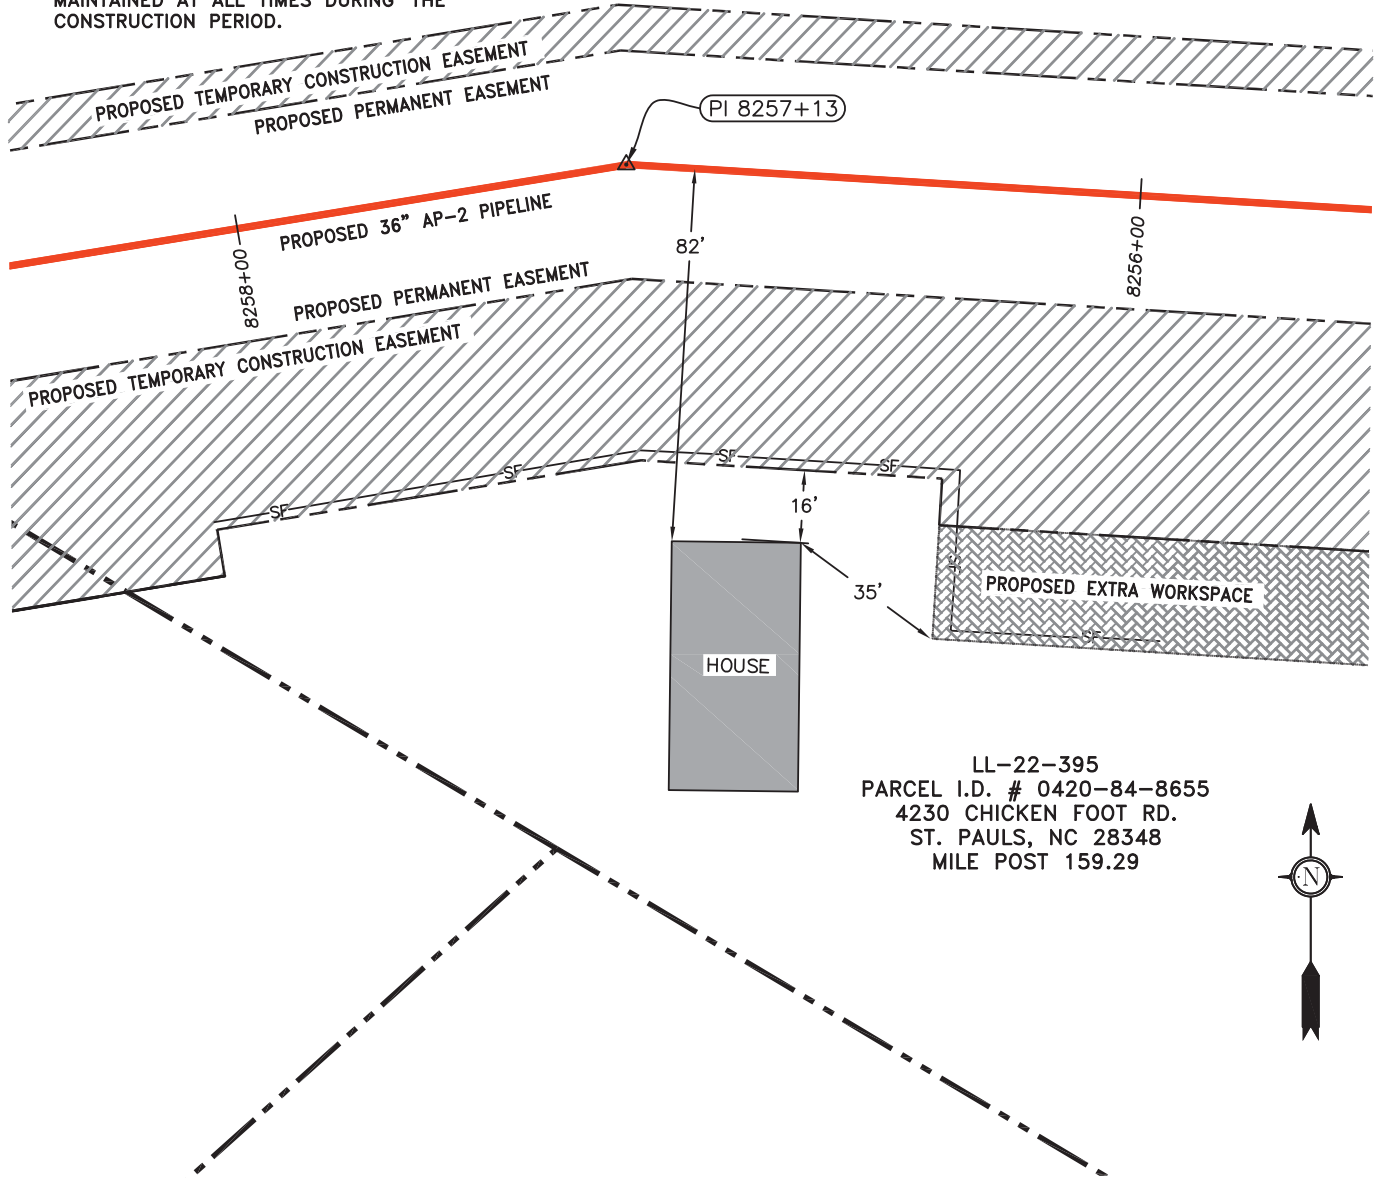 MAINTAINED AT ALL TIMES DURING THE
CONSTRUCTION PERIOD.
PROPOSED TEMPORARY CONSTRUCTION EASEMENT
PROPOSED PERMANENT EASEMENT
PI 8257+13
PROPOSED 36” AP-2 PIPELINE
82'
8258+00
8256+00
PROPOSED PERMANENT EASEMENT
PROPOSED TEMPORARY CONSTRUCTION EASEMENT
SF
SF
SF
SF
16'
SF
35'
PROPOSED EXTRA WORKSPACE
SF
HOUSE
LL-22-395
PARCEL I.D. # 0420-84-8655
4230 CHICKEN FOOT RD.
ST. PAULS, NC 28348
MILE POST 159.29
N